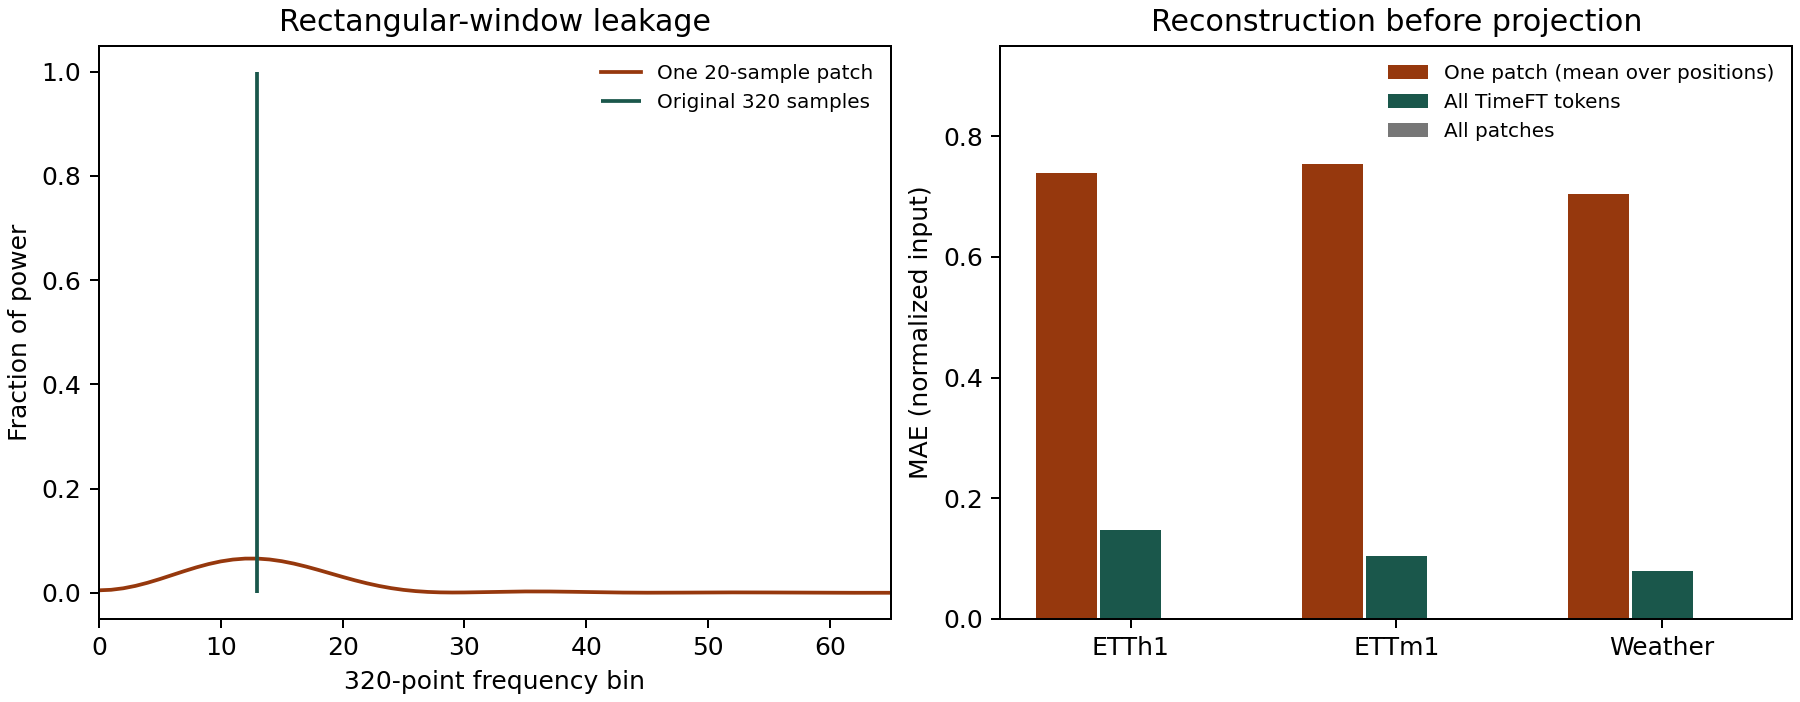 Rectangular-window leakage
One 20-sample patch
Original 320 samples
Fraction of power
1.0
0.8
0.6
0.4
0.2
0.0
0 10 20 30 40 50 60
320-point frequency bin
Reconstruction before projection
One patch (mean over positions)
All TimeFT tokens
All patches
MAE (normalized input)
0.8
0.6
0.4
0.2
0.0
ETTh1 ETTm1 Weather